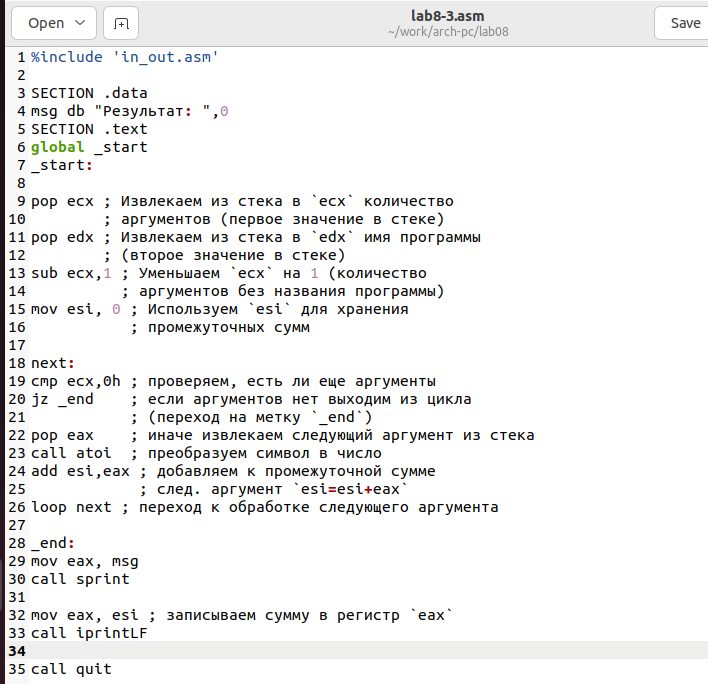 Open
lab8-3.asm
~/work/arch-pc/lab08
Save
1 %include 'in_out.asm'
2
3 SECTION .data
4 msg db "Результат: ",0
5 SECTION .text
6 global _start
7 _start:
8
9 pop ecx ; Извлекаем из стека в `ecx` количество
10         ; аргументов (первое значение в стеке)
11 pop edx ; Извлекаем из стека в `edx` имя программы
12         ; (второе значение в стеке)
13 sub ecx,1 ; Уменьшаем `ecx` на 1 (количество
14           ; аргументов без названия программы)
15 mov esi, 0 ; Используем `esi` для хранения
16            ; промежуточных сумм
17
18 next:
19 cmp ecx,0h ; проверяем, есть ли еще аргументы
20 jz _end    ; если аргументов нет выходим из цикла
21            ; (переход на метку `_end`)
22 pop eax    ; иначе извлекаем следующий аргумент из стека
23 call atoi  ; преобразуем символ в число
24 add esi,eax ; добавляем к промежуточной сумме
25             ; след. аргумент `esi=esi+eax`
26 loop next ; переход к обработке следующего аргумента
27
28 _end:
29 mov eax, msg
30 call sprint
31
32 mov eax, esi ; записываем сумму в регистр `eax`
33 call iprintLF
34
35 call quit